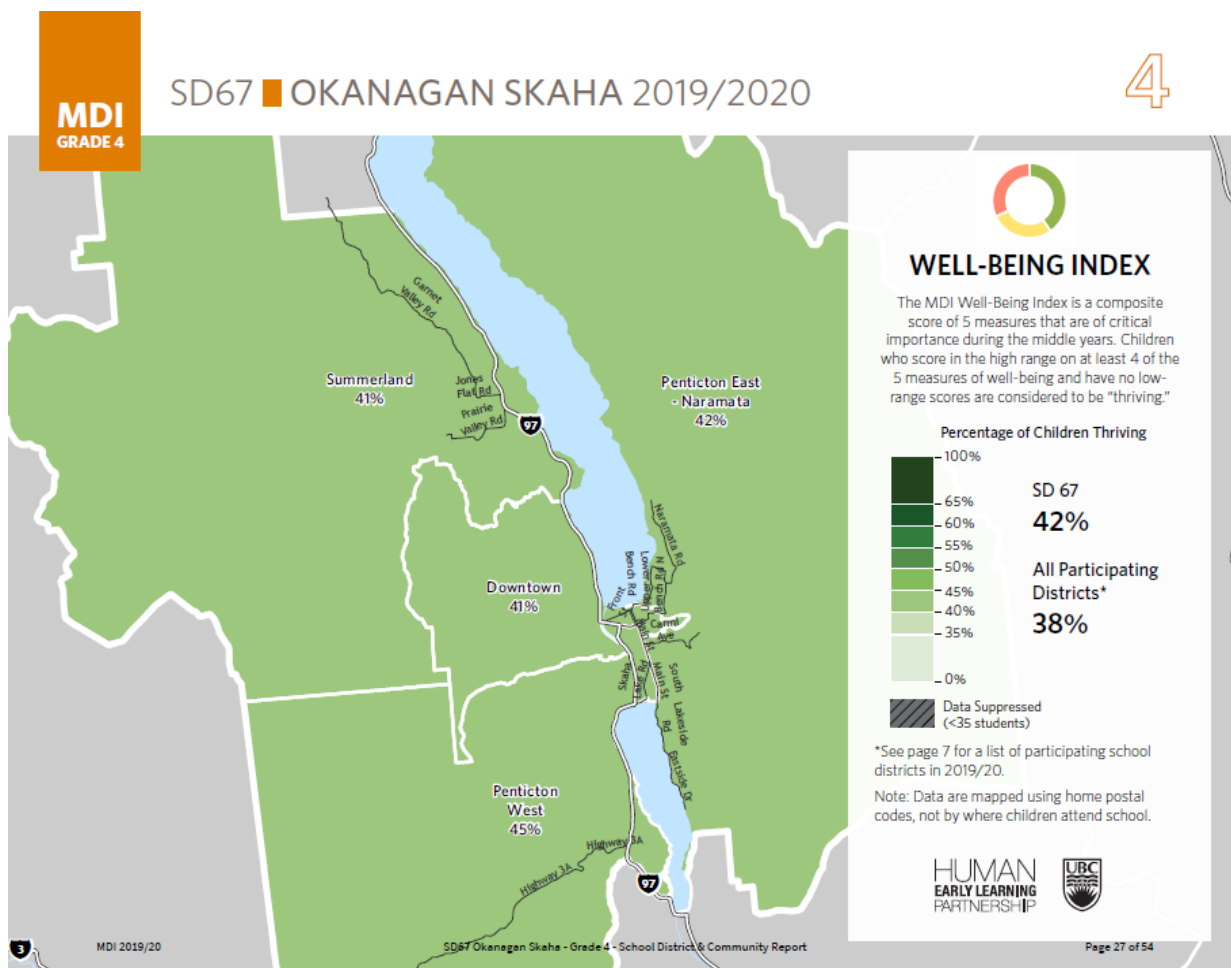 MDI
GRADE 4
SD67 OKANAGAN SKAHA 2019/2020
4
WELL-BEING INDEX
The MDI Well-Being Index is a composite
score of 5 measures that are of critical
importance during the middle years. Children
who score in the high range on at least 4 of the
5 measures of well-being and have no low-
range scores are considered to be "thriving."
Percentage of Children Thriving
100%
65%
60%
55%
50%
45%
40%
35%
0%
SD 67
42%
All Participating
Districts*
38%
Data Suppressed
(<35 students)
*See page 7 for a list of participating school
districts in 2019/20.
Note: Data are mapped using home postal
codes, not by where children attend school.
HUMAN
EARLY LEARNING
PARTNERSHIP
UBC
Garnet
Valley Rd
Summerland
41%
Jones
Flat Rd
Prairie
Valley Rd
97
Penticton East
- Naramata
42%
Naramata Rd
Downtown
41%
Front
St
Lower
Bench Rd
N Bench Rd
Main St
Carmi
Ave
Skaha
Lake Rd
Main St
South
Lakeside
Rd
Eastside Dr
Penticton
West
45%
Highway 3A
Highway 3A
97
3
MDI 2019/20
SD67 Okanagan Skaha - Grade 4 - School District & Community Report
Page 27 of 54